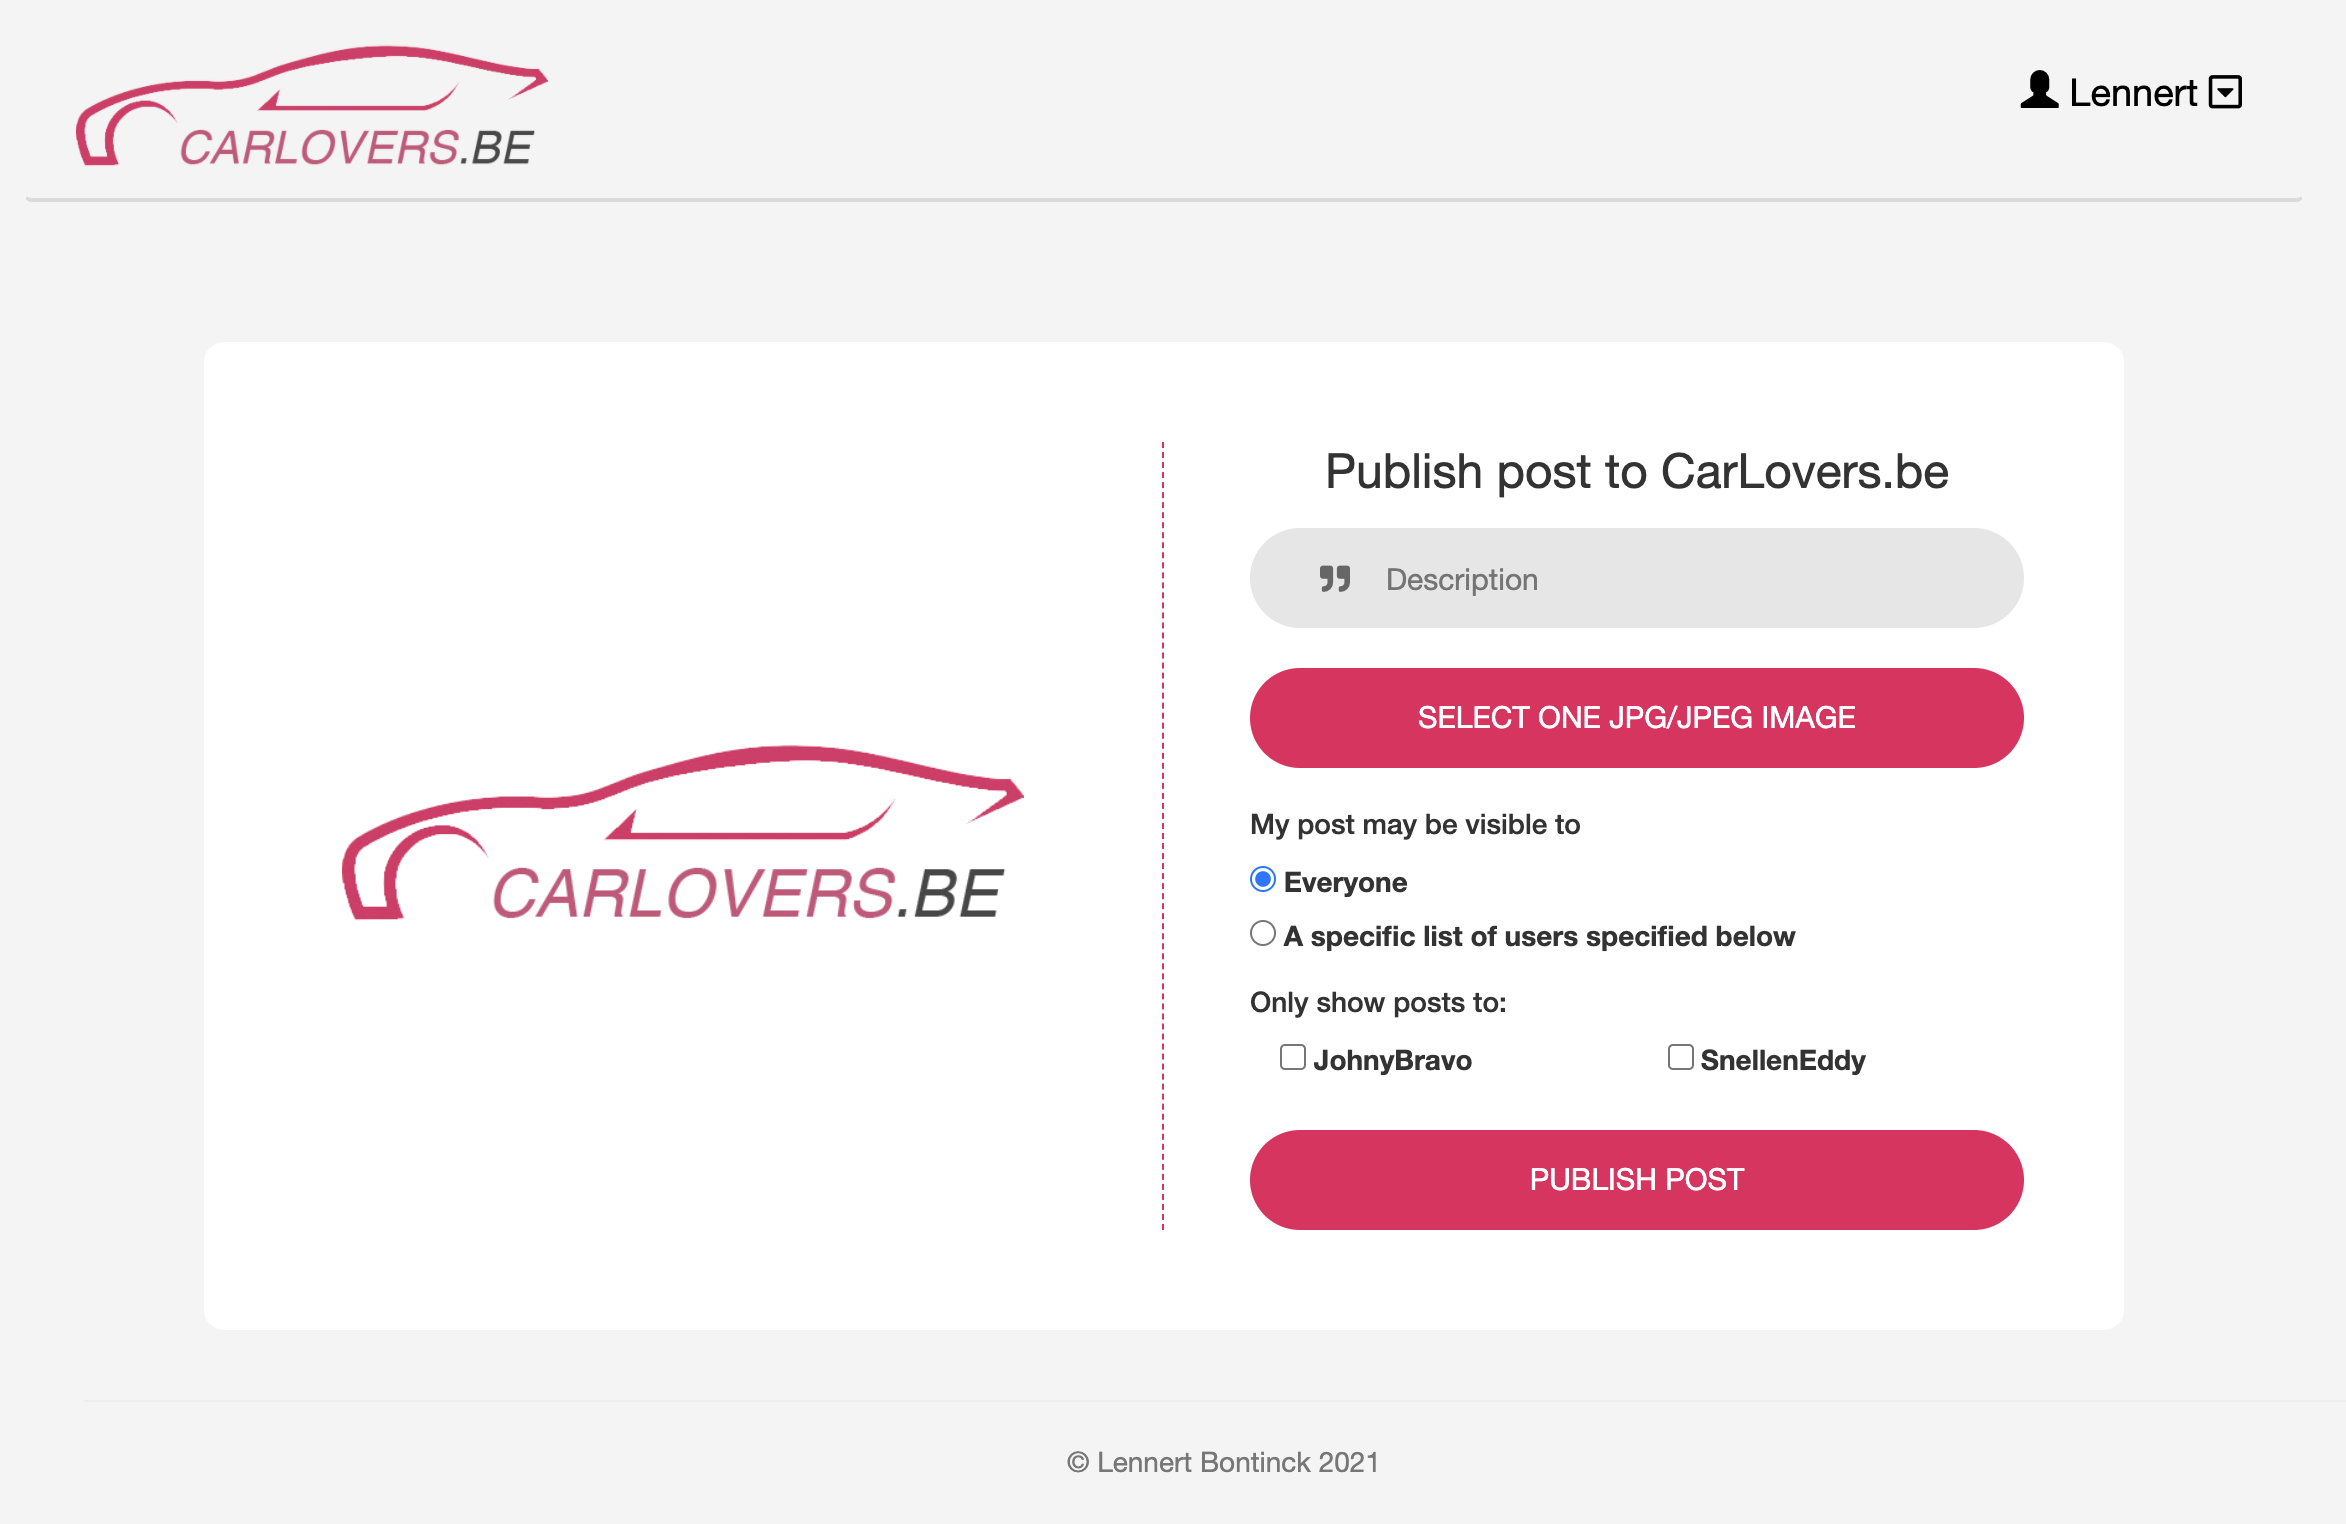 CARLOVERS.BE
Lennert
Publish post to CarLovers.be
Description
SELECT ONE JPG/JPEG IMAGE
My post may be visible to
Everyone
A specific list of users specified below
Only show posts to:
JohnyBravo SnellenEddy
PUBLISH POST
CARLOVERS.BE
© Lennert Bontinck 2021